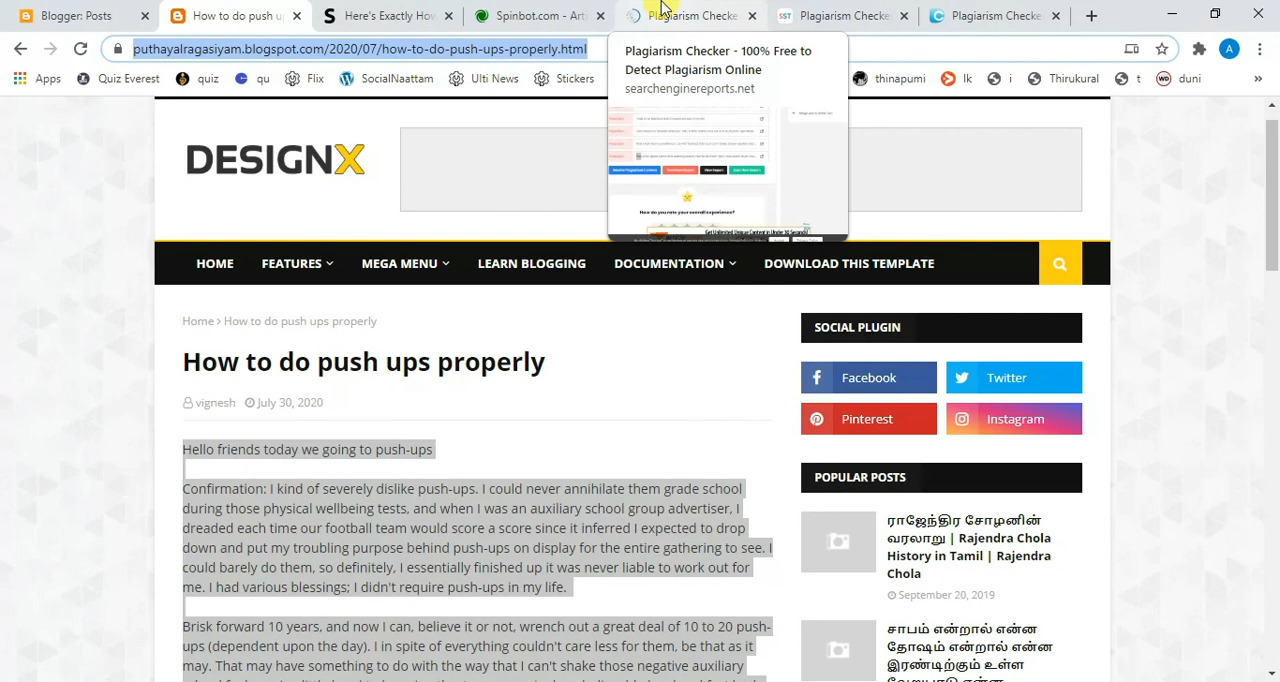 Blogger: Posts
How to do push u
Here's Exactly How
Spinbot.com - Art
Plagiarism Checke
Plagiarism Checke
Plagiarism Checke
puthayalragasiyam.blogspot.com/2020/07/how-to-do-push-ups-properly.html
A
Apps
Quiz Everest
quiz
qu
Flix
SocialNaattam
Ulti News
Stickers
thinapumi
lk
i
Thirukural
t
duni
Plagiarism Checker - 100% Free to
Detect Plagiarism Online
searchenginereports.net
How do you rate your overall experience?
DESIGNX
HOME
FEATURES
MEGA MENU
LEARN BLOGGING
DOCUMENTATION
DOWNLOAD THIS TEMPLATE
Home › How to do push ups properly
How to do push ups properly
vignesh July 30, 2020
Hello friends today we going to push-ups
Confirmation: I kind of severely dislike push-ups. I could never annihilate them grade school
during those physical wellbeing tests, and when I was an auxiliary school group advertiser, I
dreaded each time our football team would score a score since it inferred I expected to drop
down and put my troubling purpose behind push-ups on display for the entire gathering to see. I
could barely do them, so definitely, I essentially finished up it was never liable to work out for
me. I had various blessings; I didn't require push-ups in my life.
Brisk forward 10 years, and now I can, believe it or not, wrench out a great deal of 10 to 20 push-
ups (dependent upon the day). I in spite of everything couldn't care less for them, be that as it
may. That may have something to do with the way that I can't shake those negative auxiliary
SOCIAL PLUGIN
Facebook
Twitter
Pinterest
Instagram
POPULAR POSTS
ராஜேந்திர சோழனின்
வரலாறு | Rajendra Chola
History in Tamil | Rajendra
Chola
September 20, 2019
சாபம் என்றால் என்ன
தோஷம் என்றால் என்ன
இரண்டிற்கும் உள்ள